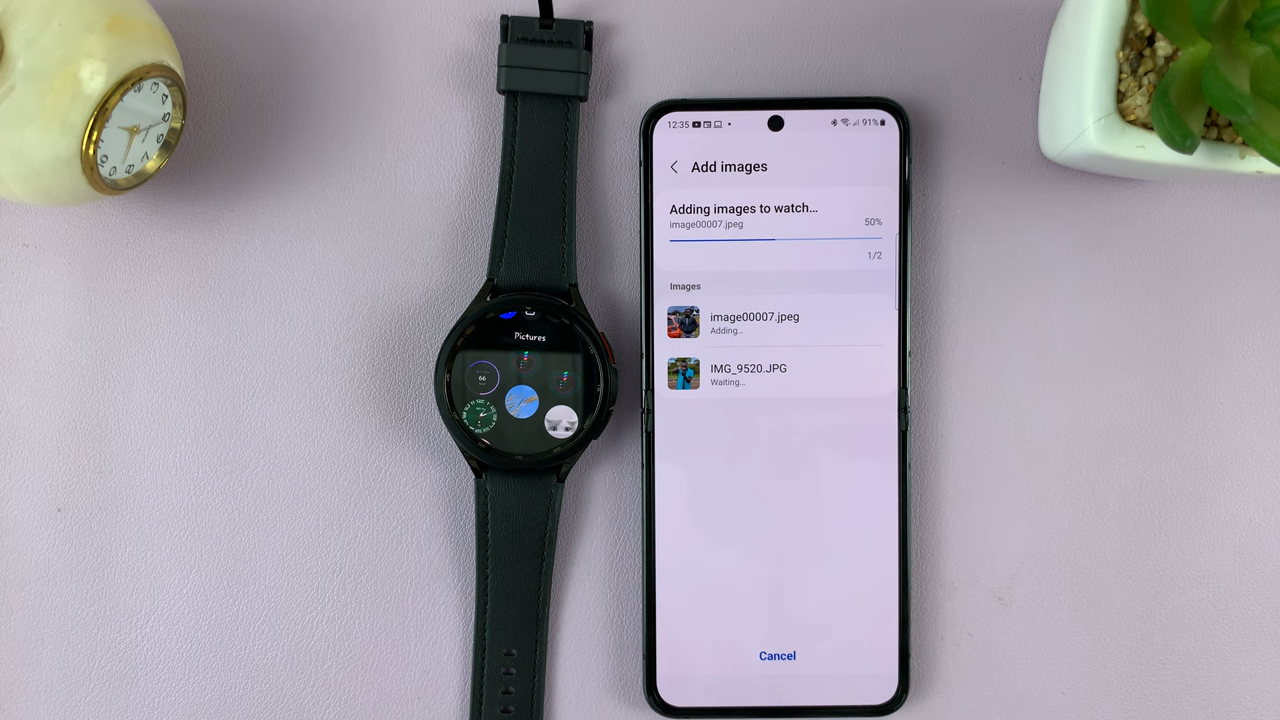 12:35
91%
Add images
Adding images to watch...
image00007.jpeg
50%
1/2
Images
image00007.jpeg
Adding...
IMG_9520.JPG
Waiting...
Cancel
Pictures
66